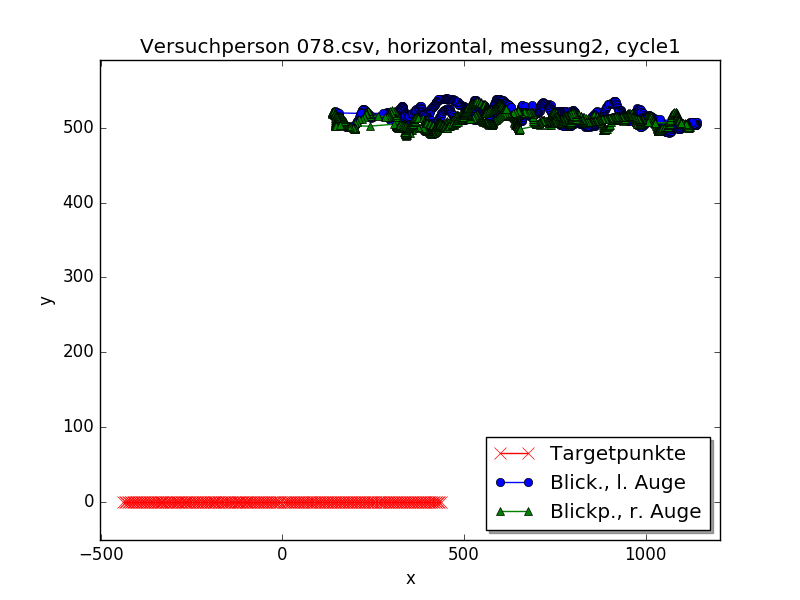 Versuchperson 078.csv, horizontal, messung2, cycle1
500
400
300
200
100
0
y
Targetpunkte
Blick., l. Auge
Blickp., r. Auge
−500 0 500 1000
x